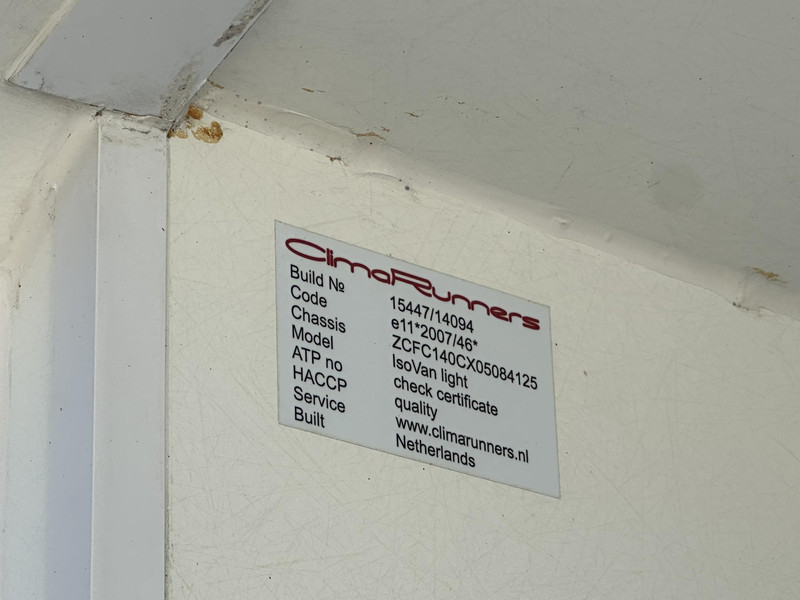 ClimaRunners
Build № 15447/14094
Code e11*2007/46*
Chassis ZCFC140CX05084125
Model IsoVan light
ATP no check certificate
HACCP quality
Service www.climarunners.nl
Built Netherlands